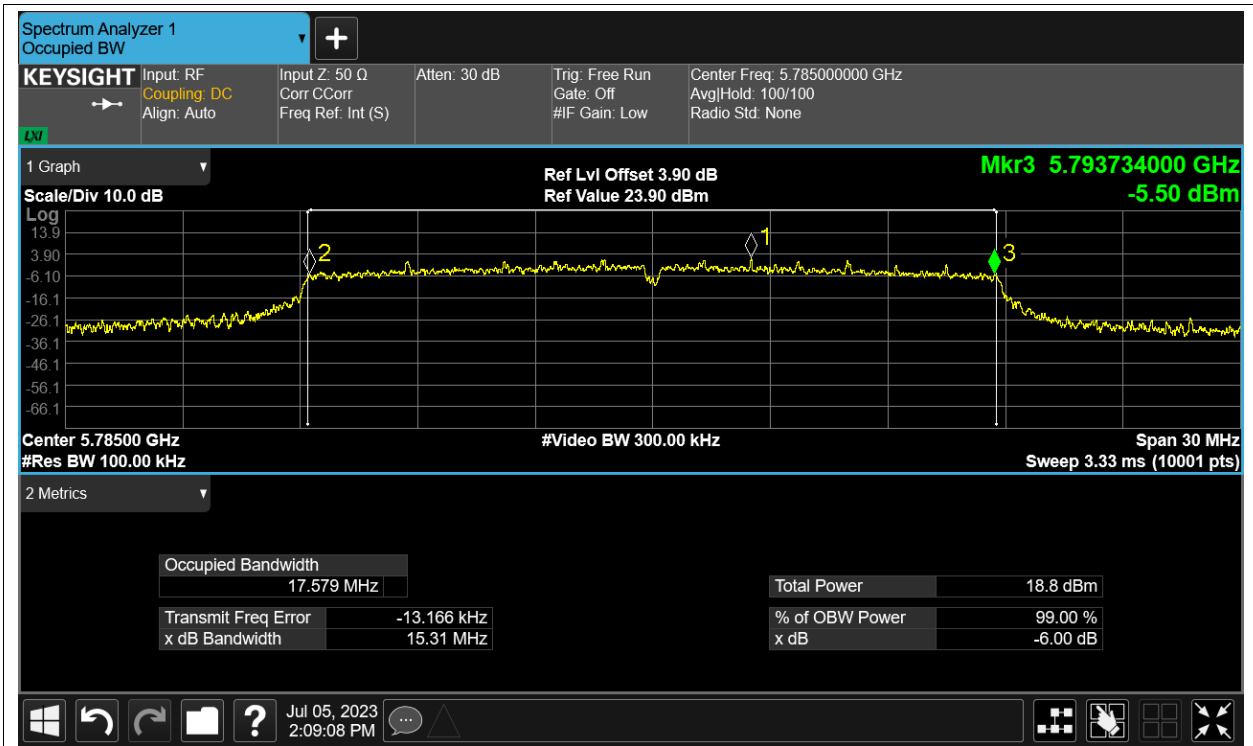 Spectrum Analyzer 1
Occupied BW
KEYSIGHT
Input: RF
Coupling: DC
Align: Auto
Input Z: 50 Ω
Corr CCorr
Freq Ref: Int (S)
Atten: 30 dB
Trig: Free Run
Gate: Off
#IF Gain: Low
Center Freq: 5.785000000 GHz
Avg|Hold: 100/100
Radio Std: None
LXI
1 Graph
Scale/Div 10.0 dB
Ref Lvl Offset 3.90 dB
Ref Value 23.90 dBm
Mkr3 5.793734000 GHz
-5.50 dBm
Log
13.9
3.90
-6.10
-16.1
-26.1
-36.1
-46.1
-56.1
-66.1
2
1
3
Center 5.78500 GHz
#Res BW 100.00 kHz
#Video BW 300.00 kHz
Span 30 MHz
Sweep 3.33 ms (10001 pts)
2 Metrics
Occupied Bandwidth
17.579 MHz
Transmit Freq Error -13.166 kHz
x dB Bandwidth 15.31 MHz
Total Power 18.8 dBm
% of OBW Power 99.00 %
x dB -6.00 dB
?
Jul 05, 2023
2:09:08 PM